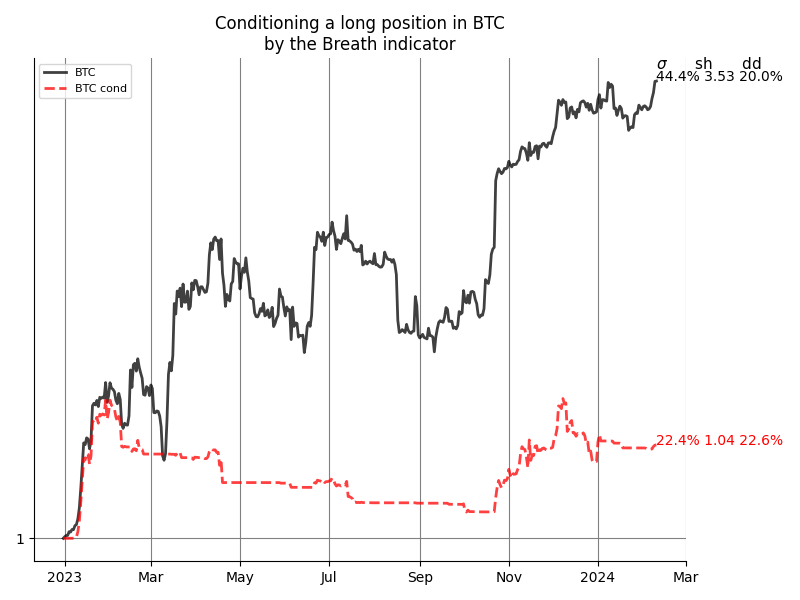 Conditioning a long position in BTC
by the Breath indicator
BTC
BTC cond
σ sh dd
44.4% 3.53 20.0%
22.4% 1.04 22.6%
1
2023 Mar May Jul Sep Nov 2024 Mar